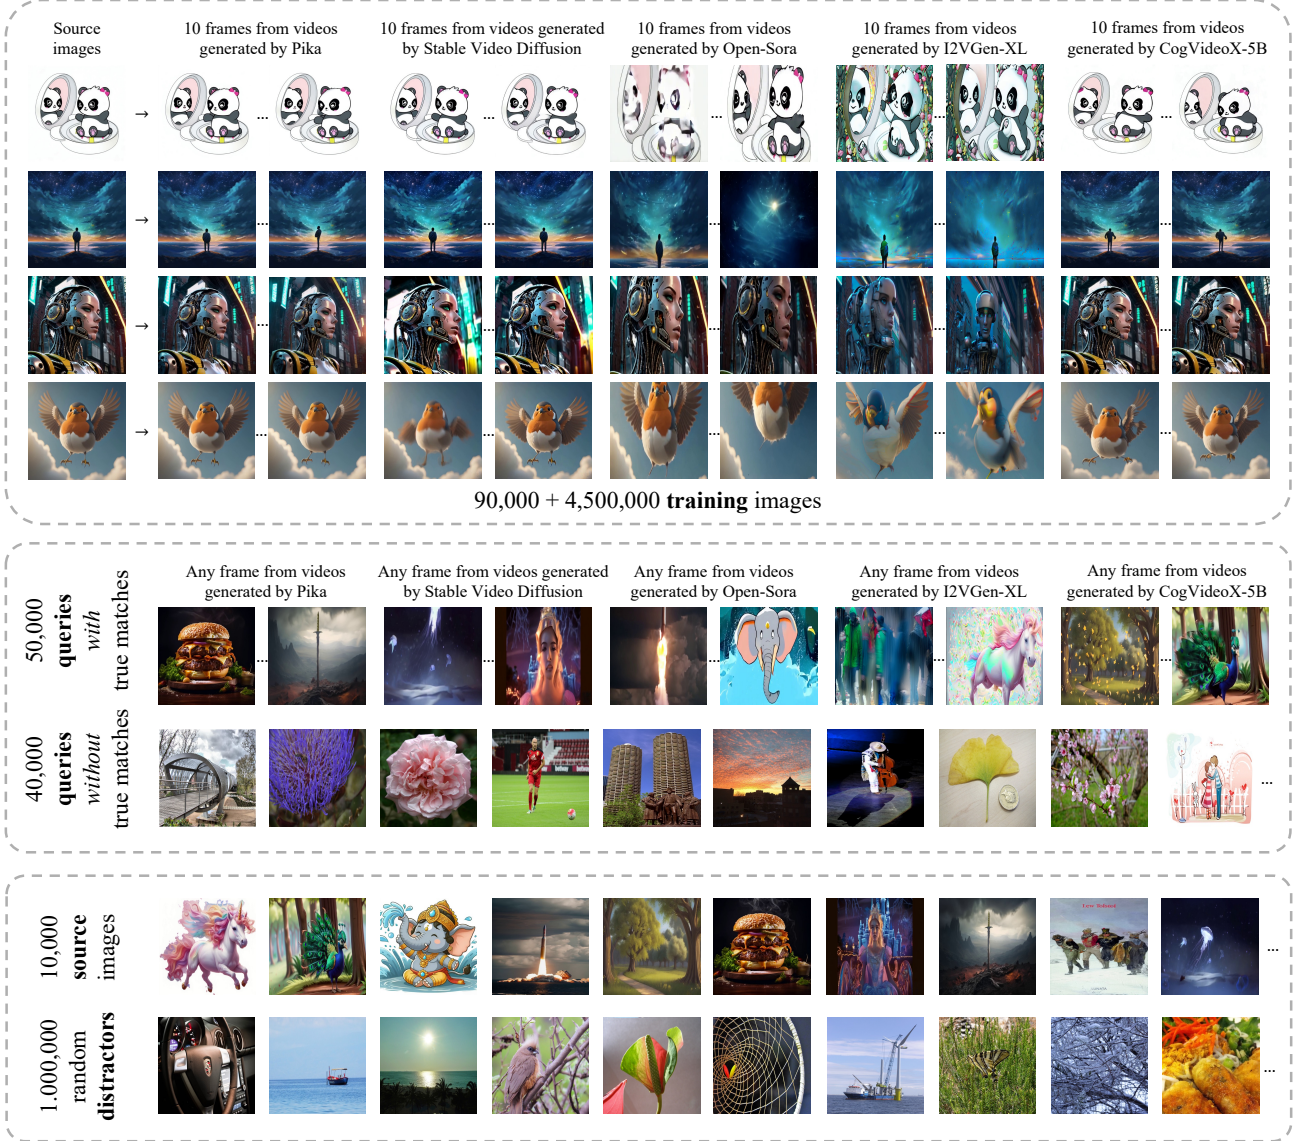 Source
images
10 frames from videos
generated by Pika
10 frames from videos generated
by Stable Video Diffusion
10 frames from videos
generated by Open-Sora
10 frames from videos
generated by I2VGen-XL
10 frames from videos
generated by CogVideoX-5B
90,000 + 4,500,000 training images
50,000
queries
with
true matches
Any frame from videos
generated by Pika
Any frame from videos generated
by Stable Video Diffusion
Any frame from videos
generated by Open-Sora
Any frame from videos
generated by I2VGen-XL
Any frame from videos
generated by CogVideoX-5B
40,000
queries
without
true matches
10,000
source
images
1,000,000
random
distractors